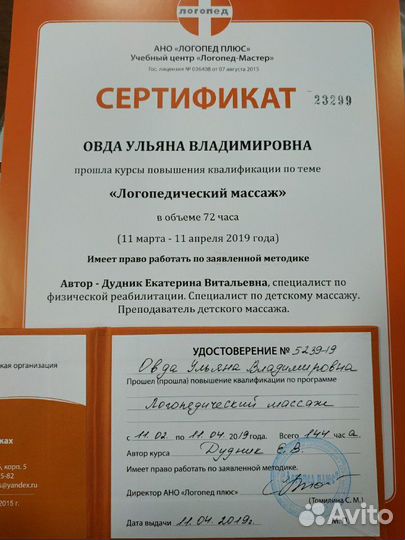 логопед
АНО «ЛОГОПЕД ПЛЮС»
Учебный центр «Логопед-Мастер»
Гос. лицензия № 036408 от 07 августа 2015
СЕРТИФИКАТ
23299
ОВДА УЛЬЯНА ВЛАДИМИРОВНА
прошла курсы повышения квалификации по теме
«Логопедический массаж»
в объеме 72 часа
(11 марта - 11 апреля 2019 года)
Имеет право работать по заявленной методике
Автор - Дудник Екатерина Витальевна, специалист по
физической реабилитации. Специалист по детскому массажу.
Преподаватель детского массажа.
кая организация
ках
о, корп. 5
5-82
s@yandex.ru
2015 г.
УДОСТОВЕРЕНИЕ № 5239-19
Овда Ульяна Владимировна
Прошел (прошла) повышение квалификации по программе
Логопедический массаж
с 11.02 по 11.04 2019 года. Всего 144 час а.
Автор курса Дудник Е.В.
Имеет право работать по заявленной методике.
Директор АНО «Логопед плюс»
(Томилина С. М.)
Дата выдачи 11.04.2019г.
М.П.
Avito